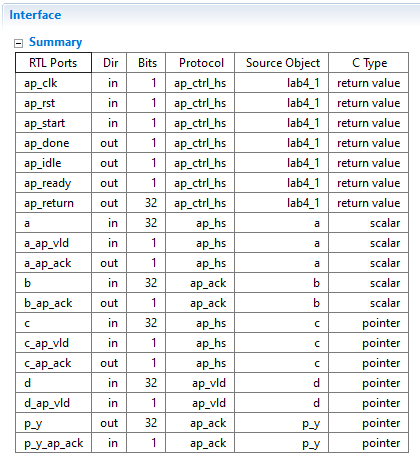 Interface
Summary
RTL Ports Dir Bits Protocol Source Object C Type
ap_clk in 1 ap_ctrl_hs lab4_1 return value
ap_rst in 1 ap_ctrl_hs lab4_1 return value
ap_start in 1 ap_ctrl_hs lab4_1 return value
ap_done out 1 ap_ctrl_hs lab4_1 return value
ap_idle out 1 ap_ctrl_hs lab4_1 return value
ap_ready out 1 ap_ctrl_hs lab4_1 return value
ap_return out 32 ap_ctrl_hs lab4_1 return value
a in 32 ap_hs a scalar
a_ap_vld in 1 ap_hs a scalar
a_ap_ack out 1 ap_hs a scalar
b in 32 ap_ack b scalar
b_ap_ack out 1 ap_ack b scalar
c in 32 ap_hs c pointer
c_ap_vld in 1 ap_hs c pointer
c_ap_ack out 1 ap_hs c pointer
d in 32 ap_vld d pointer
d_ap_vld in 1 ap_vld d pointer
p_y out 32 ap_ack p_y pointer
p_y_ap_ack in 1 ap_ack p_y pointer